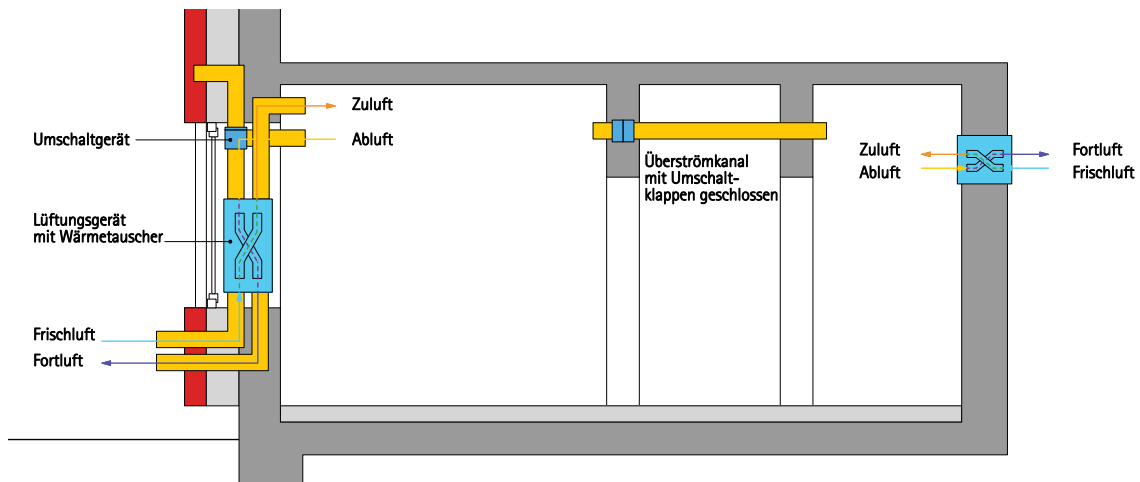 Zuluft
Umschaltgerät
Abluft
Lüftungsgerät
mit Wärmetauscher
Frischluft
Fortluft
Überströmkanal
mit Umschalt-
klappen geschlossen
Zuluft
Abluft
Fortluft
Frischluft